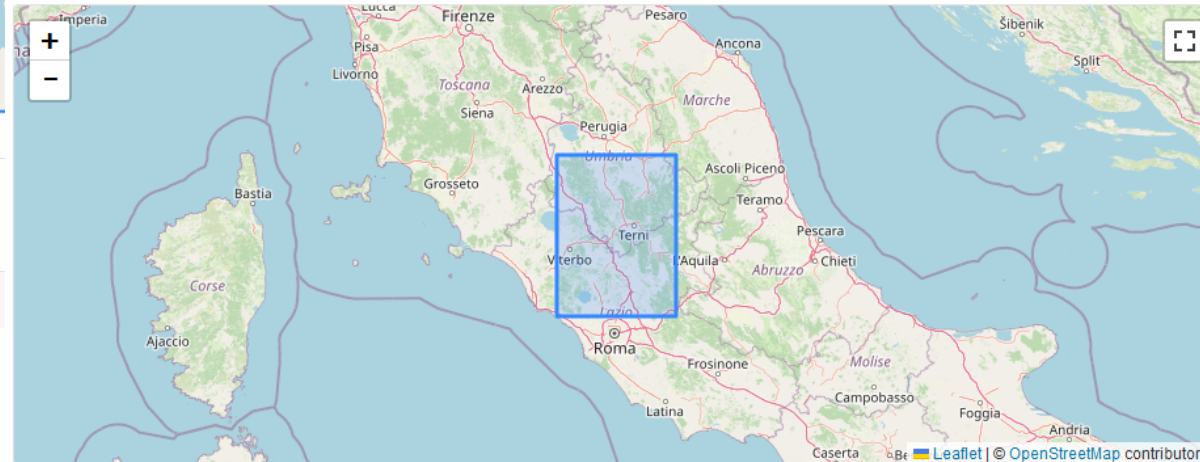 Lucca
Imperia
Firenze
Pesaro
Šibenik
+
Pisa
Ancona
Split
−
Livorno
Toscana
Arezzo
Marche
Siena
Perugia
Umbria
Ascoli Piceno
Grosseto
Bastia
Teramo
Terni
Pescara
Viterbo
L'Aquila
Chieti
Abruzzo
Corse
Lazio
Ajaccio
Roma
Frosinone
Molise
Campobasso
Latina
Foggia
Andria
Caserta
Be
Leaflet | © OpenStreetMap contributor